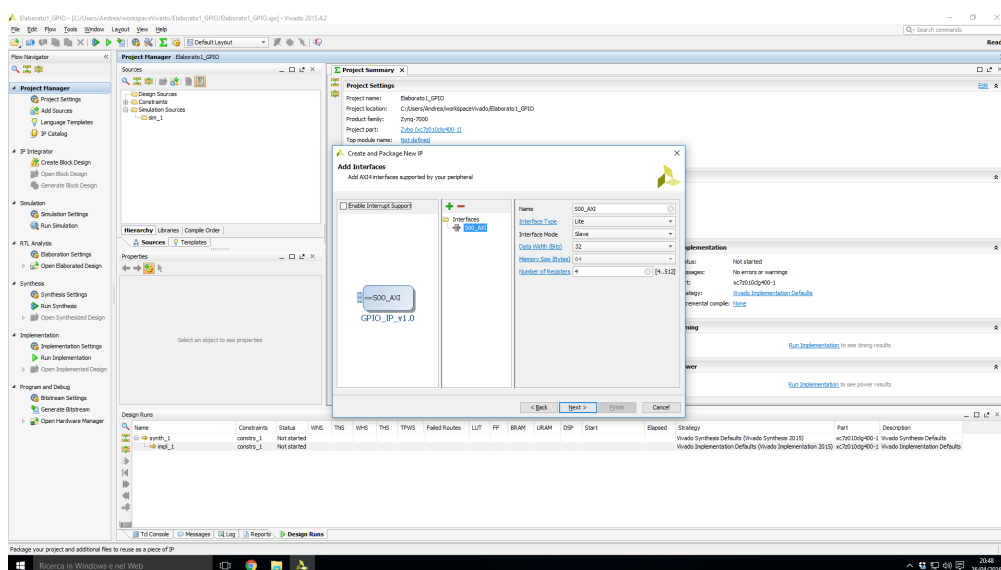 Elaborato1_GPIO - [C:/Users/Andrea/workspaceVivado/Elaborato1_GPIO/Elaborato1_GPIO.xpr] - Vivado 2015.4.2
File Edit Flow Tools Window Layout View Help
Search commands
Default Layout
Read
Flow Navigator
Project Manager
Project Settings
Add Sources
Language Templates
IP Catalog
IP Integrator
Create Block Design
Open Block Design
Generate Block Design
Simulation
Simulation Settings
Run Simulation
RTL Analysis
Elaboration Settings
Open Elaborated Design
Synthesis
Synthesis Settings
Run Synthesis
Open Synthesized Design
Implementation
Implementation Settings
Run Implementation
Open Implemented Design
Program and Debug
Bitstream Settings
Generate Bitstream
Open Hardware Manager
Project Manager - Elaborato1_GPIO
Sources
Design Sources
Constraints
Simulation Sources
sim_1
Hierarchy Libraries Compile Order
Sources Templates
Properties
Select an object to see properties
Project Summary
Project Settings
Edit
Project name: Elaborato1_GPIO
Project location: C:/Users/Andrea/workspaceVivado/Elaborato1_GPIO
Product family: Zynq-7000
Project part: Zybo (xc7z010clg400-1)
Top module name: Not defined
Create and Package New IP
Add Interfaces
Add AXI4 interfaces supported by your peripheral
Enable Interrupt Support
S00_AXI
GPIO_IP_v1.0
Interfaces
S00_AXI
Name S00_AXI
Interface Type Lite
Interface Mode Slave
Data Width (Bits) 32
Memory Size (Bytes) 64
Number of Registers 4 [4..512]
< Back Next > Finish Cancel
plementation
tus: Not started
essages: No errors or warnings
rt: xc7z010clg400-1
ategy: Vivado Implementation Defaults
remental compile: None
ming
Run Implementation to see timing results
wer
Run Implementation to see power results
Design Runs
Name Constraints Status WNS TNS WHS THS TPWS Failed Routes LUT FF BRAM URAM DSP Start Elapsed Strategy Part Description
synth_1 constrs_1 Not started Vivado Synthesis Defaults (Vivado Synthesis 2015) xc7z010clg400-1 Vivado Synthesis Defaults
impl_1 constrs_1 Not started Vivado Implementation Defaults (Vivado Implementation 2015) xc7z010clg400-1 Vivado Implementation Defaults
Tcl Console Messages Log Reports Design Runs
Package your project and additional files to reuse as a piece of IP
Ricerca in Windows e nel Web
20:48